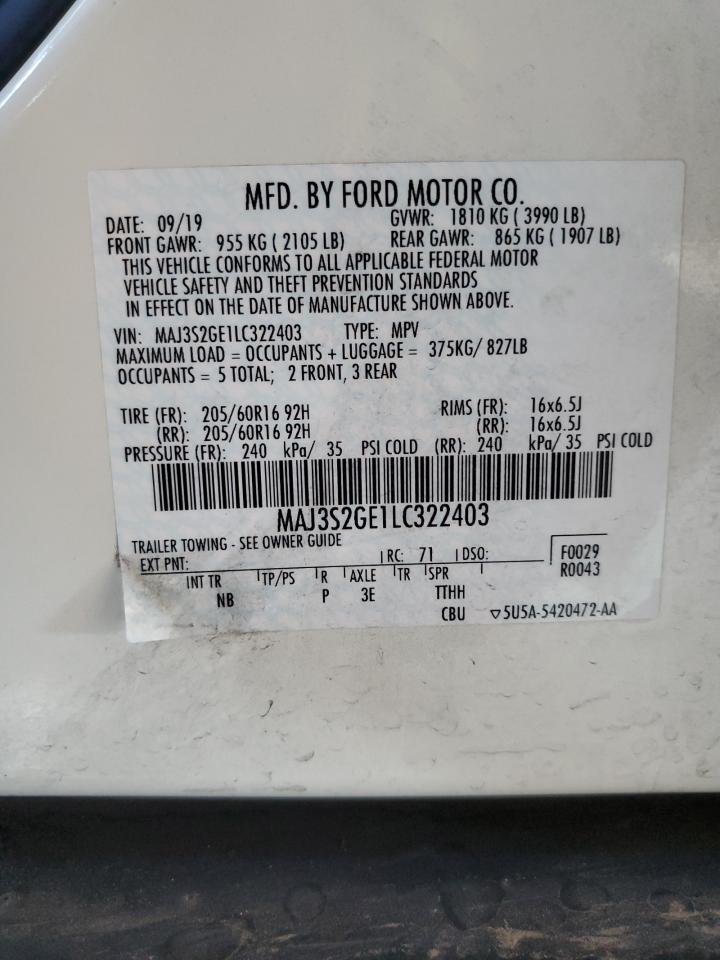 MFD. BY FORD MOTOR CO.
DATE: 09/19 GVWR: 1810 KG ( 3990 LB)
FRONT GAWR: 955 KG ( 2105 LB) REAR GAWR: 865 KG ( 1907 LB)
THIS VEHICLE CONFORMS TO ALL APPLICABLE FEDERAL MOTOR
VEHICLE SAFETY AND THEFT PREVENTION STANDARDS
IN EFFECT ON THE DATE OF MANUFACTURE SHOWN ABOVE.
VIN: MAJ3S2GE1LC322403 TYPE: MPV
MAXIMUM LOAD = OCCUPANTS + LUGGAGE = 375KG/ 827LB
OCCUPANTS = 5 TOTAL; 2 FRONT, 3 REAR
TIRE (FR): 205/60R16 92H RIMS (FR): 16x6.5J
(RR): 205/60R16 92H (RR): 16x6.5J
PRESSURE (FR): 240 kPa/ 35 PSI COLD (RR): 240 kPa/ 35 PSI COLD
MAJ3S2GE1LC322403
TRAILER TOWING - SEE OWNER GUIDE
EXT PNT: RC: 71 DSO: F0029
R0043
INT TR TP/PS R AXLE TR SPR
NB P 3E TTHH
CBU ▽5U5A-5420472-AA